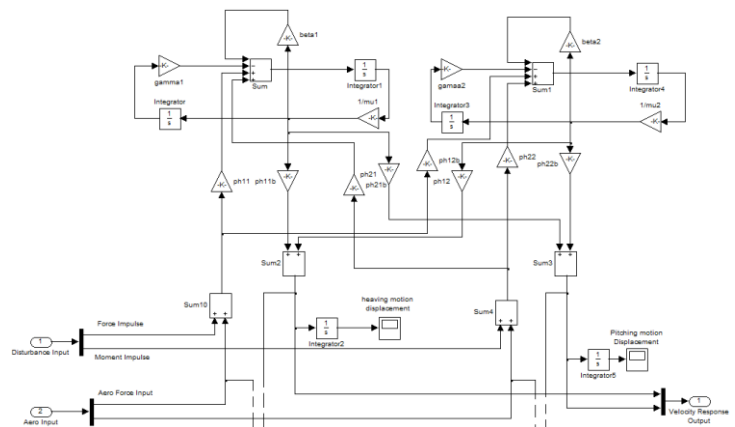 beta1
beta2
-K-
-K-
-K-
gamma1
Sum
1
s
Integrator1
-K-
gamaa2
Sum1
1
s
Integrator4
Integrator
1
s
1/mu1
-K-
Integrator3
1
s
1/mu2
-K-
ph11
-K-
ph11b
-K-
ph21
-K-
ph21b
-K-
ph12b
-K-
ph12
-K-
ph22
-K-
ph22b
-K-
Sum2
Sum3
Sum10
Sum4
heaving motion
displacement
1
s
Integrator2
Pitching motion
Displacement
1
s
Integrator5
Force Impulse
1
Disturbance Input
Moment Impulse
Aero Force Input
2
Aero Input
1
Velocity Response
Output